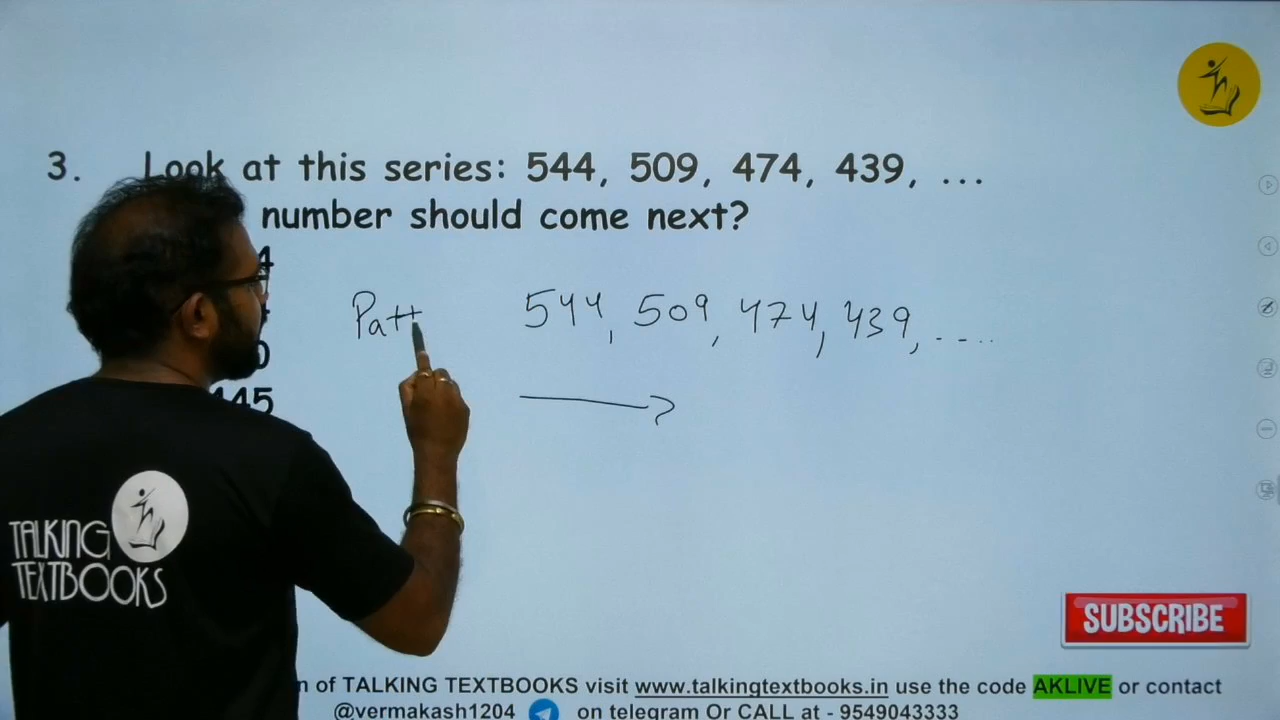 3. Look at this series: 544, 509, 474, 439, ...
number should come next?
Patt 544, 509, 474, 439, ....
TALKING
TEXTBOOKS
SUBSCRIBE
of TALKING TEXTBOOKS visit www.talkingtextbooks.in use the code AKLIVE or contact
@vermakash1204 on telegram Or CALL at - 9549043333